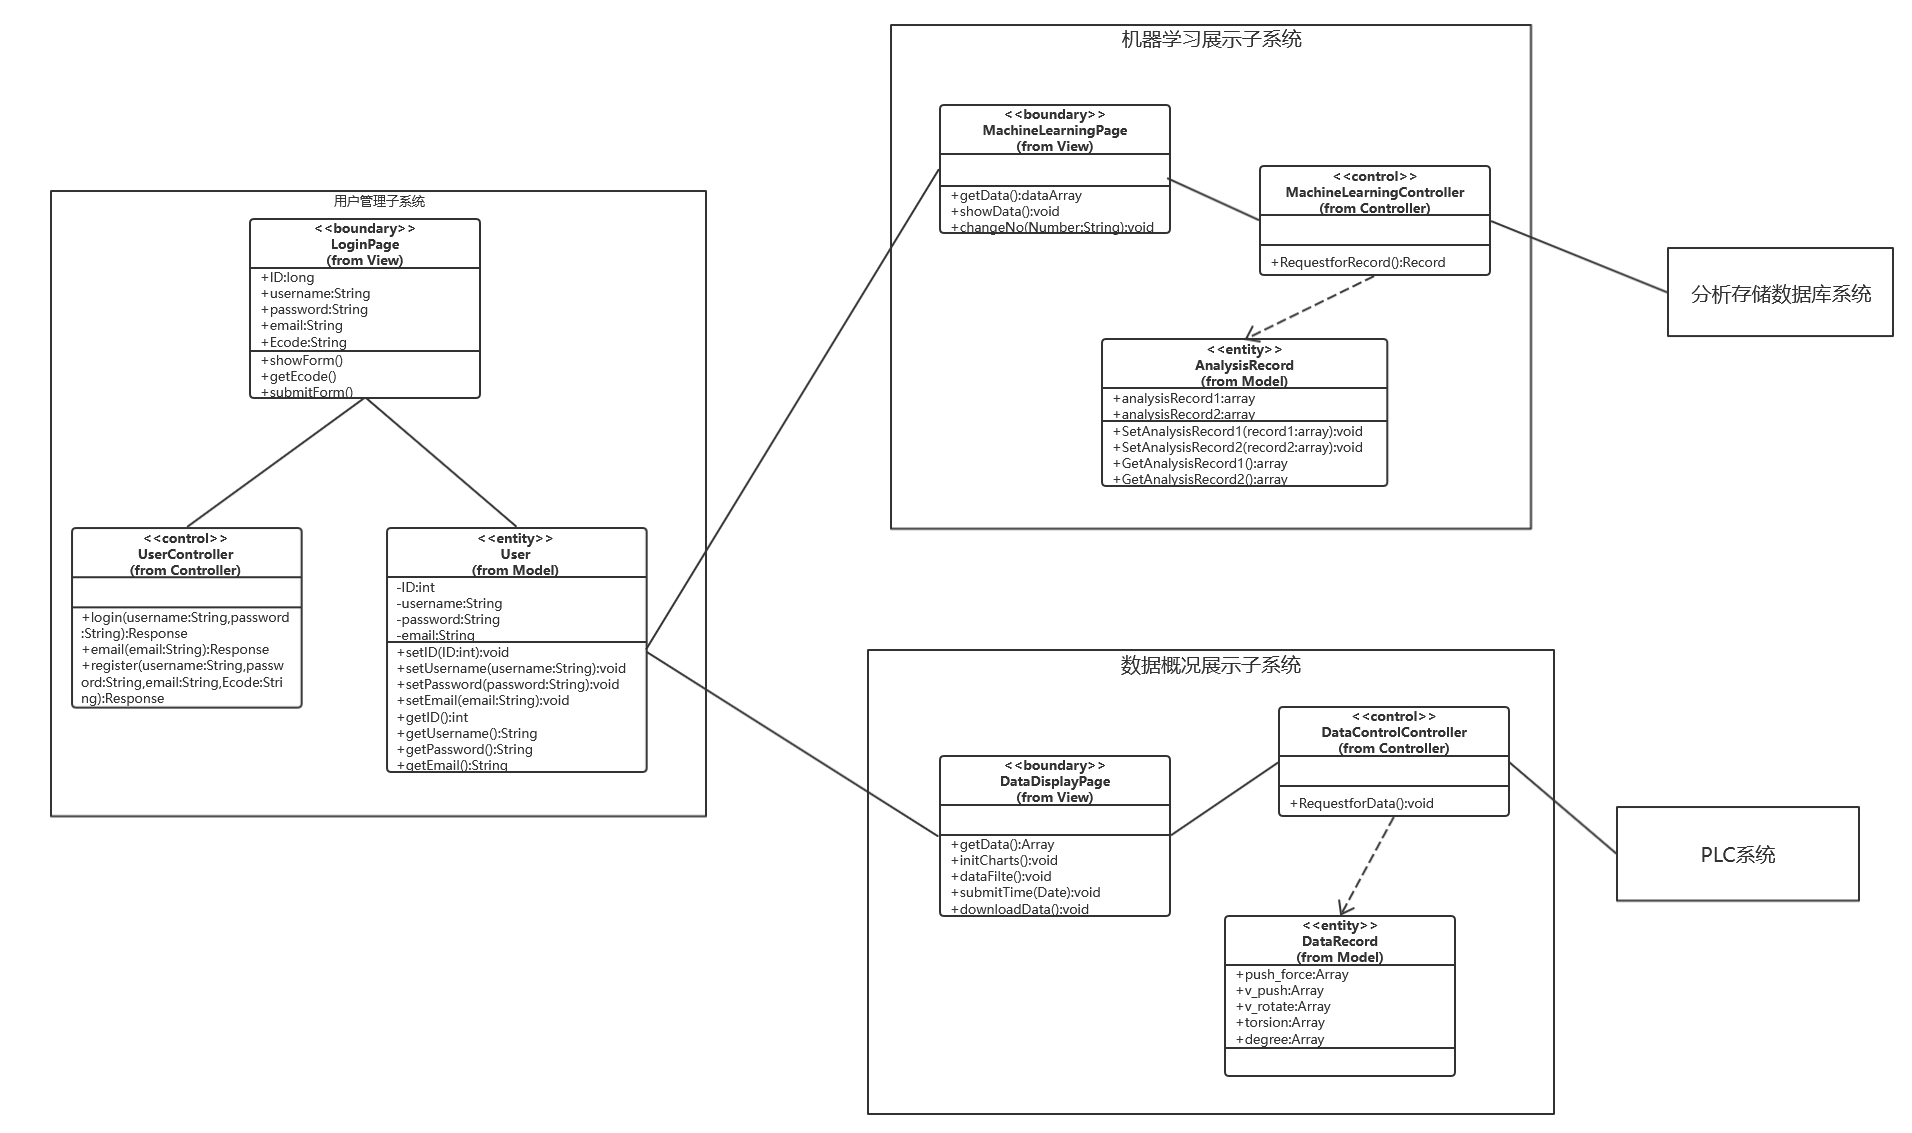 用户管理子系统
<<boundary>>
LoginPage
(from View)
+ID:long
+username:String
+password:String
+email:String
+Ecode:String
+showForm()
+getEcode()
+submitForm()
<<control>>
UserController
(from Controller)
+login(username:String,password
:String):Response
+email(email:String):Response
+register(username:String,passw
ord:String,email:String,Ecode:Stri
ng):Response
<<entity>>
User
(from Model)
-ID:int
-username:String
-password:String
-email:String
+setID(ID:int):void
+setUsername(username:String):void
+setPassword(password:String):void
+setEmail(email:String):void
+getID():int
+getUsername():String
+getPassword():String
+getEmail():String
机器学习展示子系统
<<boundary>>
MachineLearningPage
(from View)
+getData():dataArray
+showData():void
+changeNo(Number:String):void
<<control>>
MachineLearningController
(from Controller)
+RequestforRecord():Record
<<entity>>
AnalysisRecord
(from Model)
+analysisRecord1:array
+analysisRecord2:array
+SetAnalysisRecord1(record1:array):void
+SetAnalysisRecord2(record2:array):void
+GetAnalysisRecord1():array
+GetAnalysisRecord2():array
分析存储数据库系统
数据概况展示子系统
<<boundary>>
DataDisplayPage
(from View)
+getData():Array
+initCharts():void
+dataFilte():void
+submitTime(Date):void
+downloadData():void
<<control>>
DataControlController
(from Controller)
+RequestforData():void
<<entity>>
DataRecord
(from Model)
+push_force:Array
+v_push:Array
+v_rotate:Array
+torsion:Array
+degree:Array
PLC系统